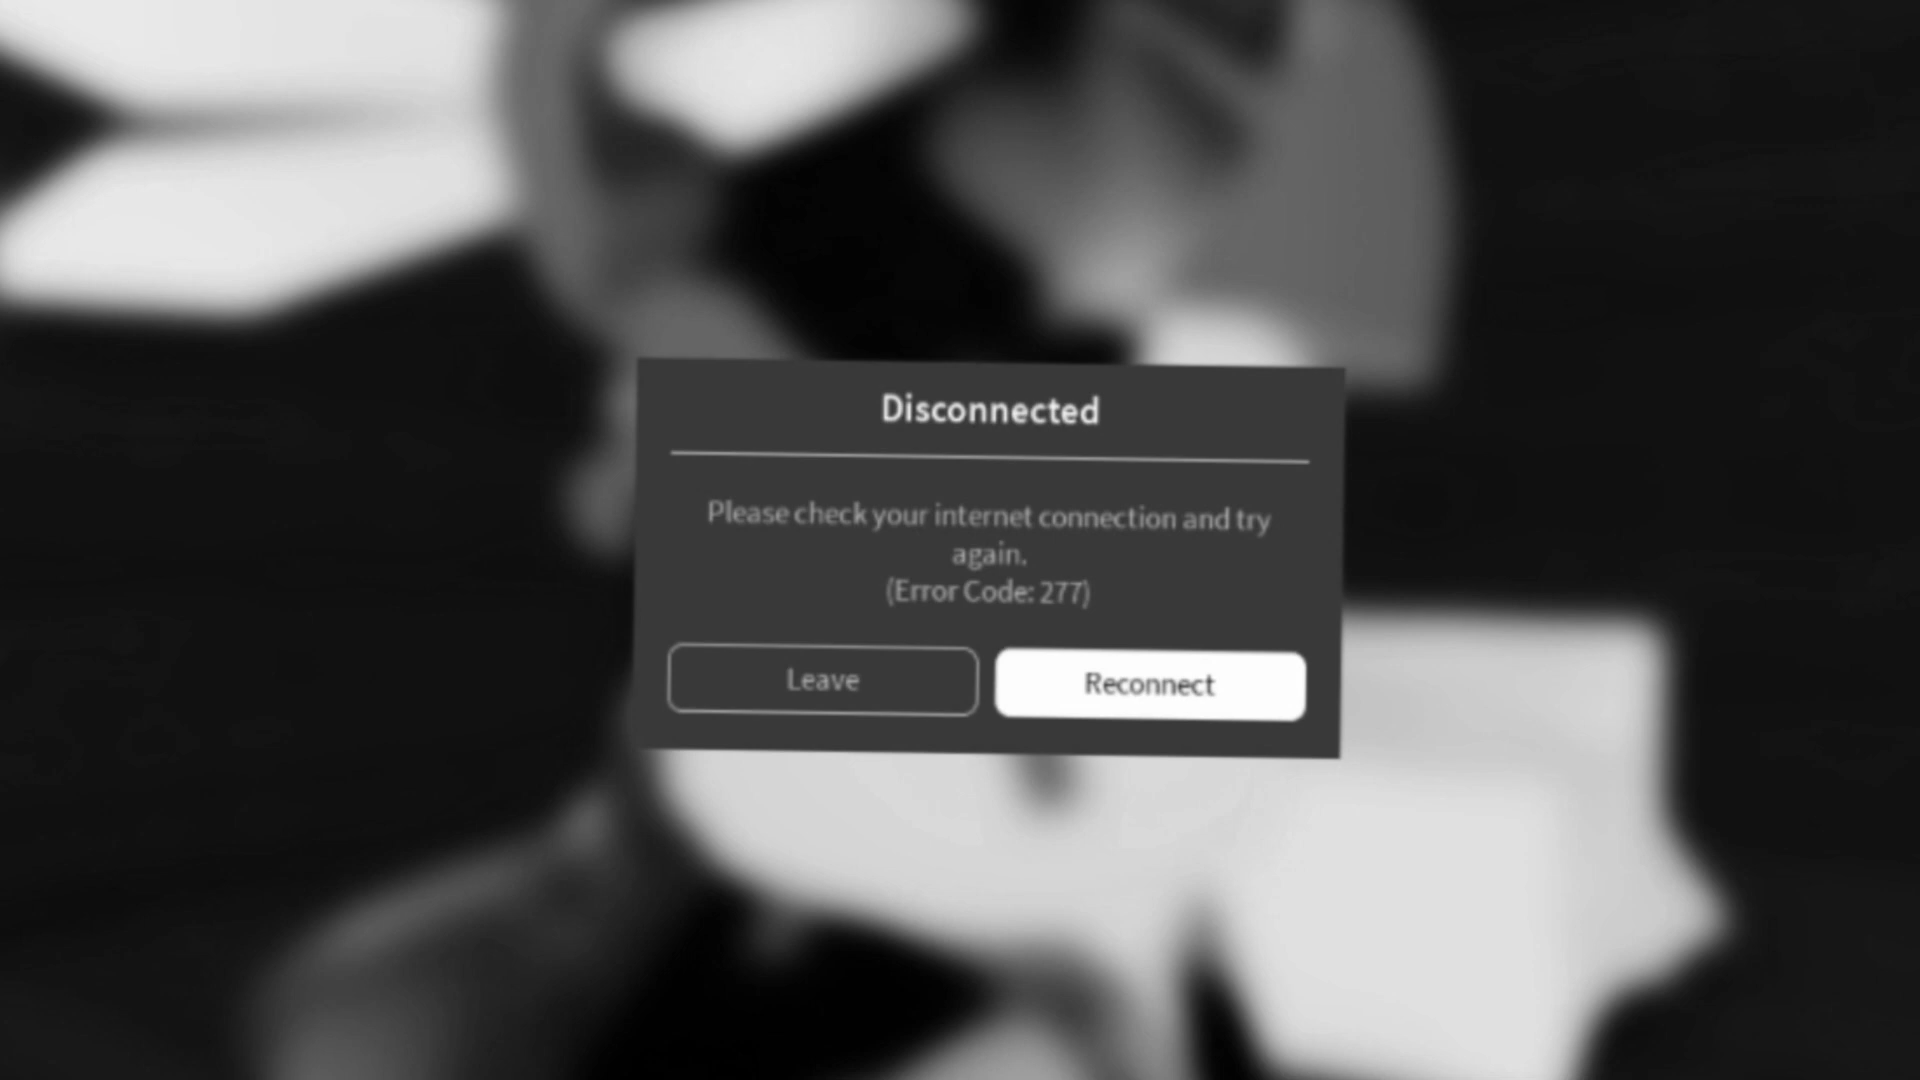 Disconnected
Please check your internet connection and try
again.
(Error Code: 277)
Leave
Reconnect